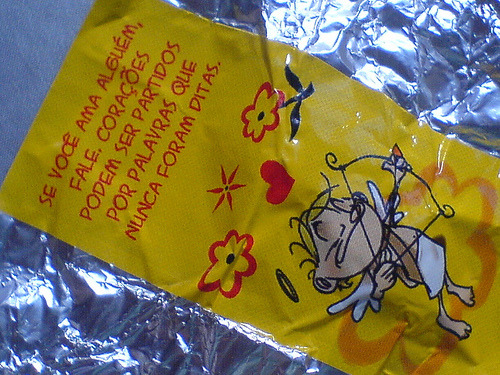 SE VOCÊ AMA ALGUÉM,
FALE. CORAÇÕES
PODEM SER PARTIDOS
POR PALAVRAS QUE
NUNCA FORAM DITAS.